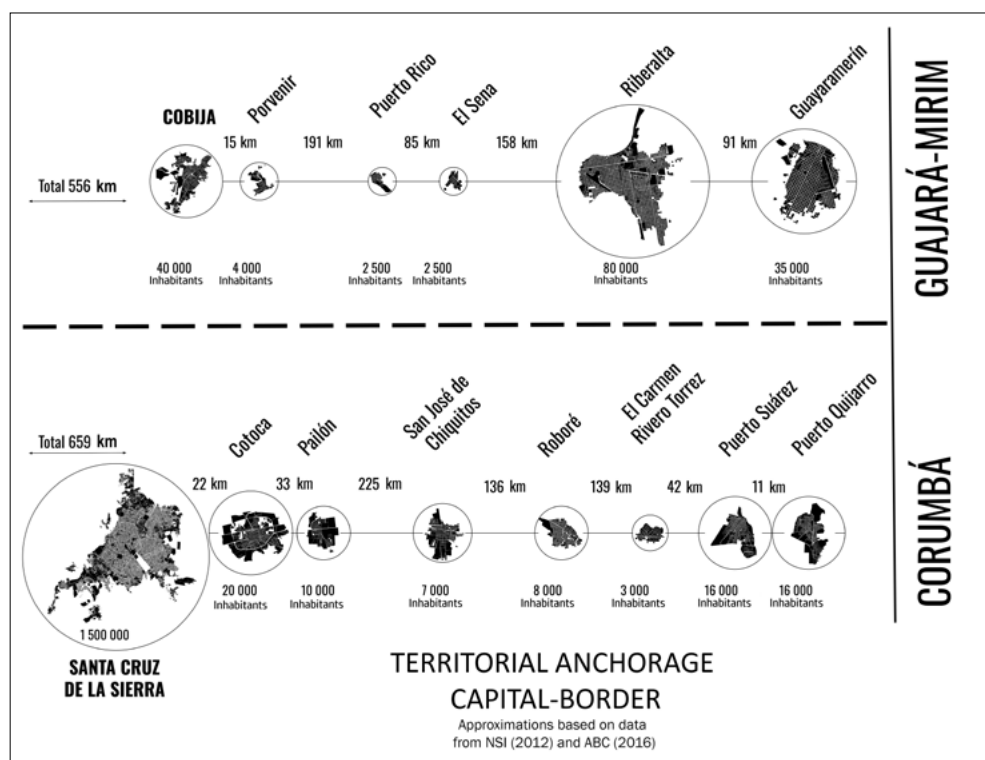 COBIJA
Porvenir
Puerto Rico
El Sena
Riberalta
Guayaramerín
15 km
191 km
85 km
158 km
91 km
Total 556 km
40 000
Inhabitants
4 000
Inhabitants
2 500
Inhabitants
2 500
Inhabitants
80 000
Inhabitants
35 000
Inhabitants
GUAJARÁ-MIRIM
Total 659 km
Cotoca
Pailón
San José de
Chiquitos
Roboré
El Carmen
Rivero Torrez
Puerto Suárez
Puerto Quijarro
22 km
33 km
225 km
136 km
139 km
42 km
11 km
20 000
Inhabitants
10 000
Inhabitants
7 000
Inhabitants
8 000
Inhabitants
3 000
Inhabitants
16 000
Inhabitants
16 000
Inhabitants
1 500 000
SANTA CRUZ
DE LA SIERRA
CORUMBÁ
TERRITORIAL ANCHORAGE
CAPITAL-BORDER
Approximations based on data
from NSI (2012) and ABC (2016)